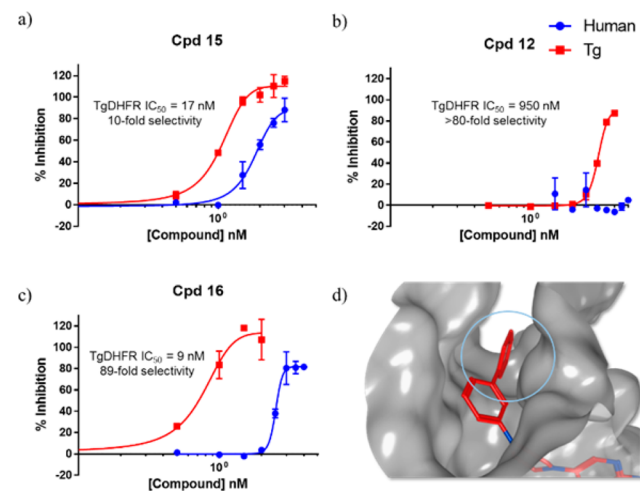 a)
Cpd 15
TgDHFR IC50 = 17 nM
10-fold selectivity
% Inhibition
120
100
80
60
40
20
0
-20
10⁰
[Compound] nM
b)
Cpd 12
Human
Tg
TgDHFR IC50 = 950 nM
>80-fold selectivity
% Inhibition
120
100
80
60
40
20
0
-20
10⁰
[Compound] nM
c)
Cpd 16
TgDHFR IC50 = 9 nM
89-fold selectivity
% Inhibition
120
100
80
60
40
20
0
-20
10⁰
[Compound] nM
d)